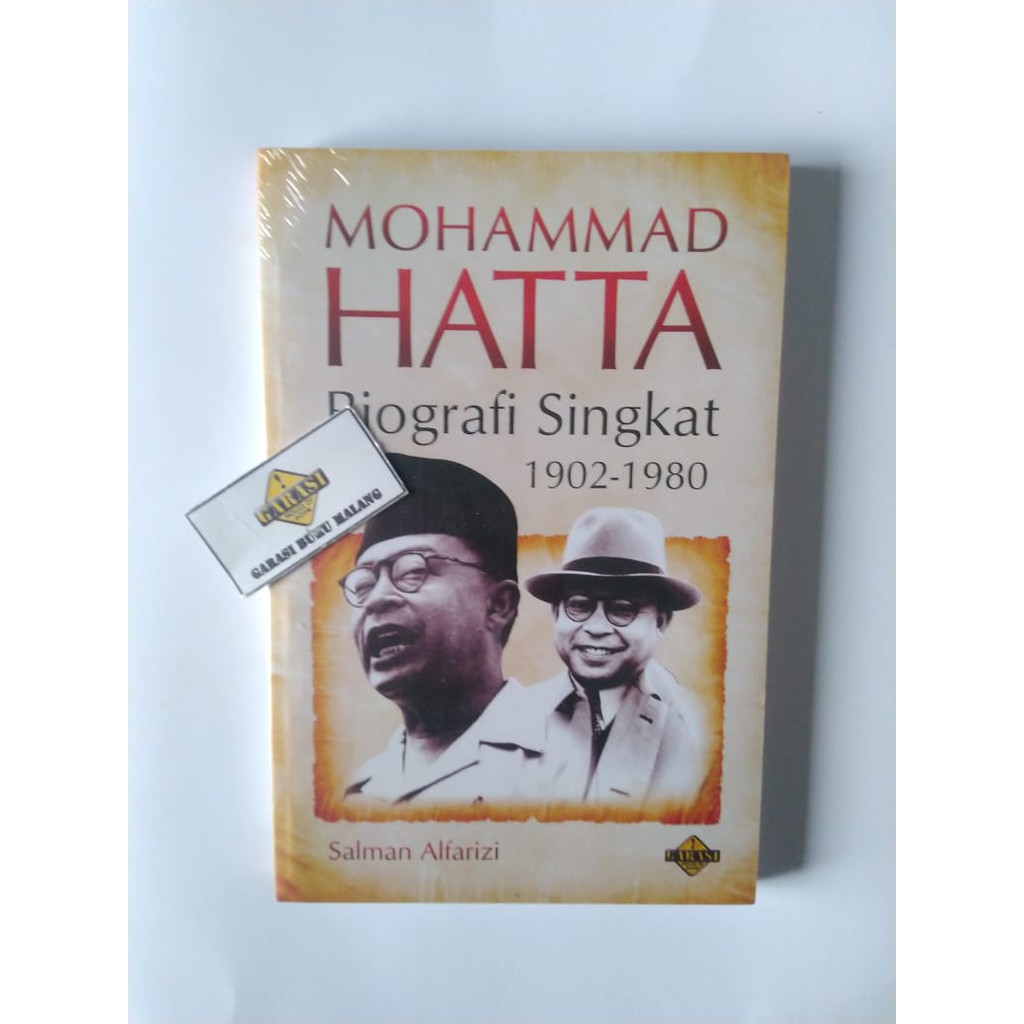 MOHAMMAD
HATTA
Biografi Singkat
1902-1980
GARASI
GARASI BUKU MALANG
Salman Alfarizi
GARASI